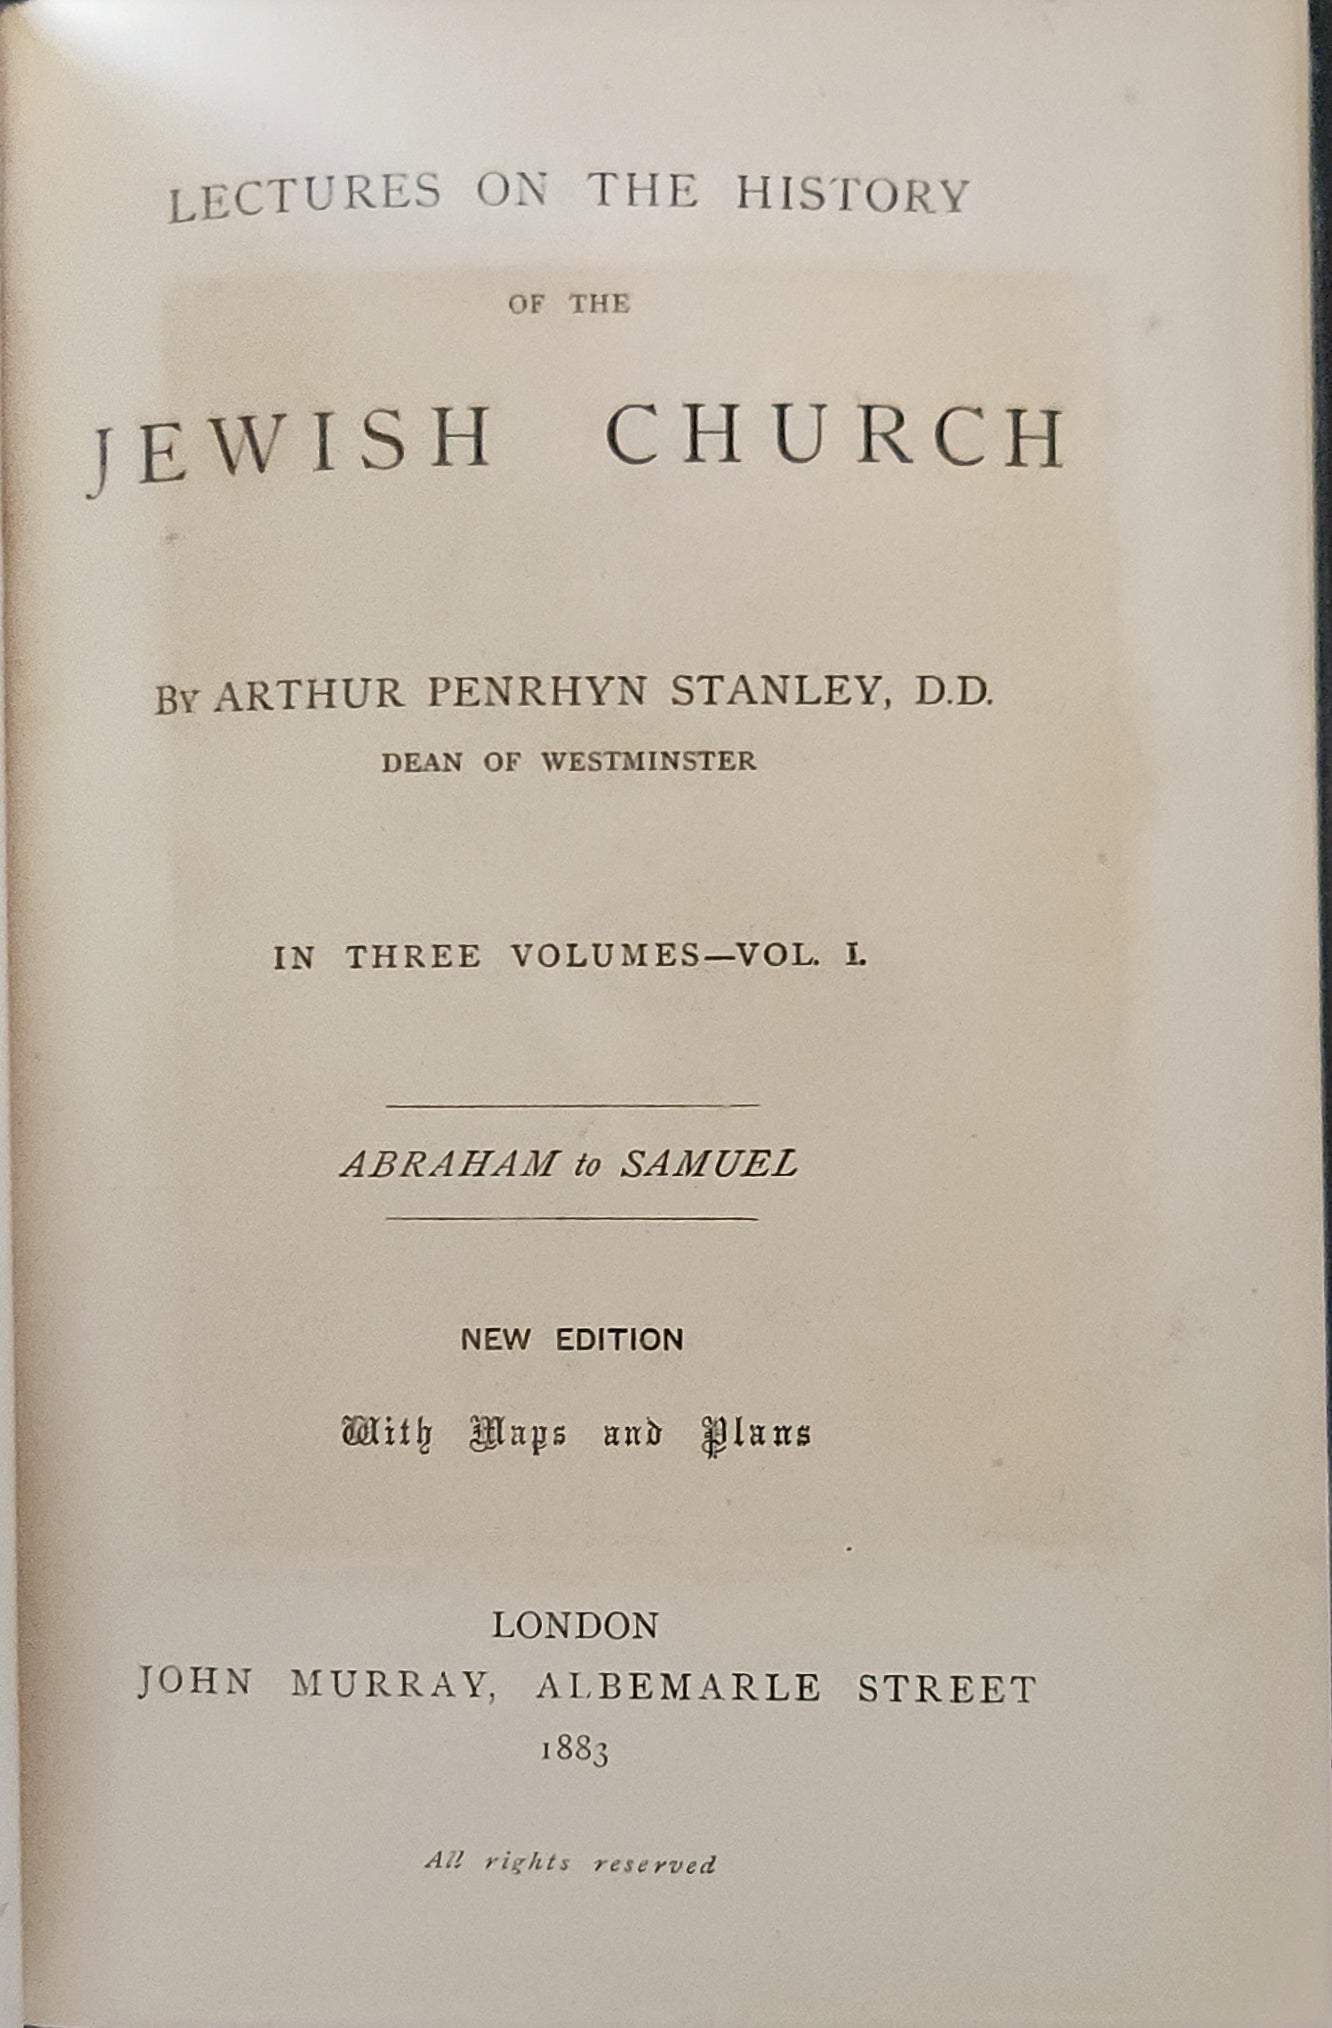 LECTURES ON THE HISTORY
OF THE
JEWISH CHURCH
BY ARTHUR PENRHYN STANLEY, D.D.
DEAN OF WESTMINSTER
IN THREE VOLUMES—VOL. I.
ABRAHAM to SAMUEL
NEW EDITION
With Maps and Plans
LONDON
JOHN MURRAY, ALBEMARLE STREET
1883
All rights reserved